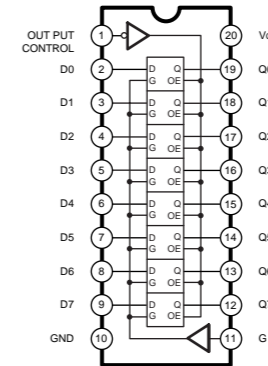 OUT PUT
CONTROL
1
20
D0
2
D
Q
G
OE
19
D1
3
D
Q
G
OE
18
D2
4
D
Q
G
OE
17
D3
5
D
Q
G
OE
16
D4
6
D
Q
G
OE
15
D5
7
D
Q
G
OE
14
D6
8
D
Q
G
OE
13
D7
9
D
Q
G
OE
12
GND
10
11
G